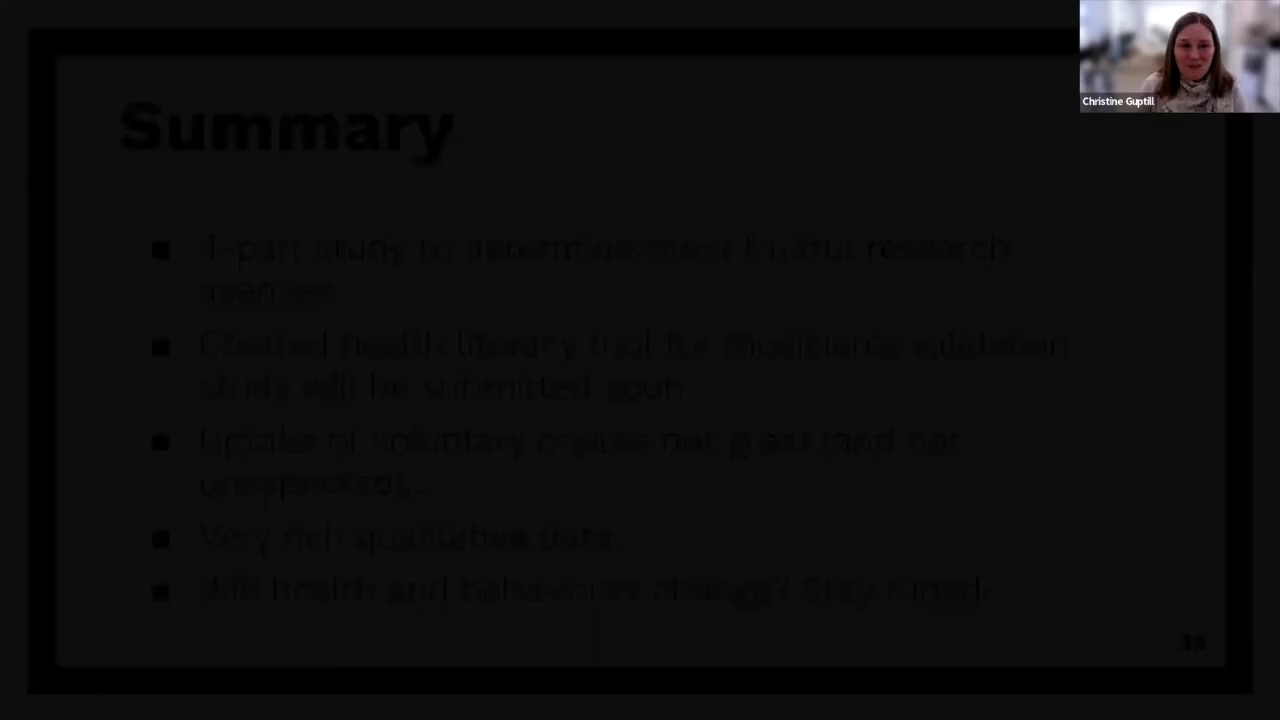 Christine Guptill
Summary
■ 4-part study to determine most fruitful research
avenues
■ Created health literacy tool for musicians validation
study will be submitted soon
■ Uptake of voluntary course not great (and not
unexpected)...
■ Very rich qualitative data
■ Will health and behaviours change? Stay tuned!
33